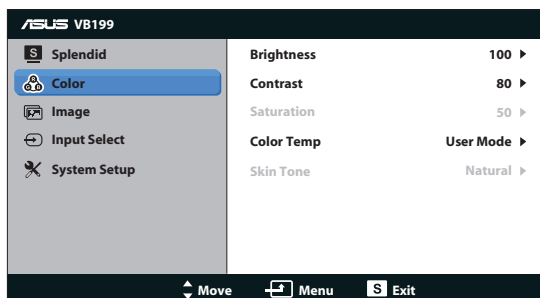 ASUS VB199
S Splendid
Color
Image
Input Select
System Setup
Brightness 100
Contrast 80
Saturation 50
Color Temp User Mode
Skin Tone Natural
Move Menu S Exit